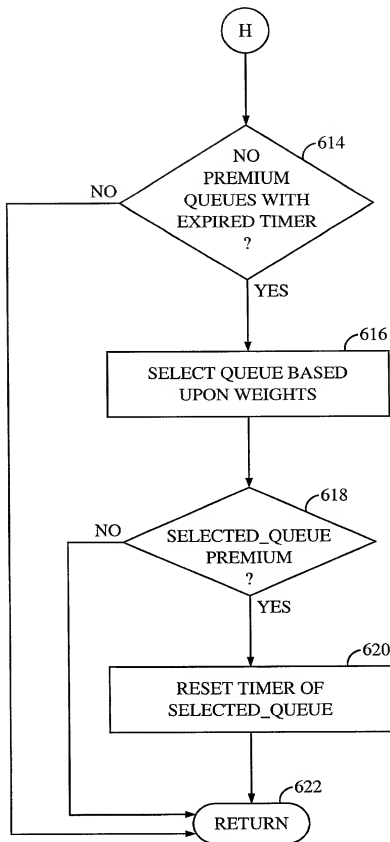 H
614
NO
PREMIUM
QUEUES WITH
EXPIRED TIMER
?
NO
YES
616
SELECT QUEUE BASED
UPON WEIGHTS
618
NO
SELECTED_QUEUE
PREMIUM
?
YES
620
RESET TIMER OF
SELECTED_QUEUE
622
RETURN